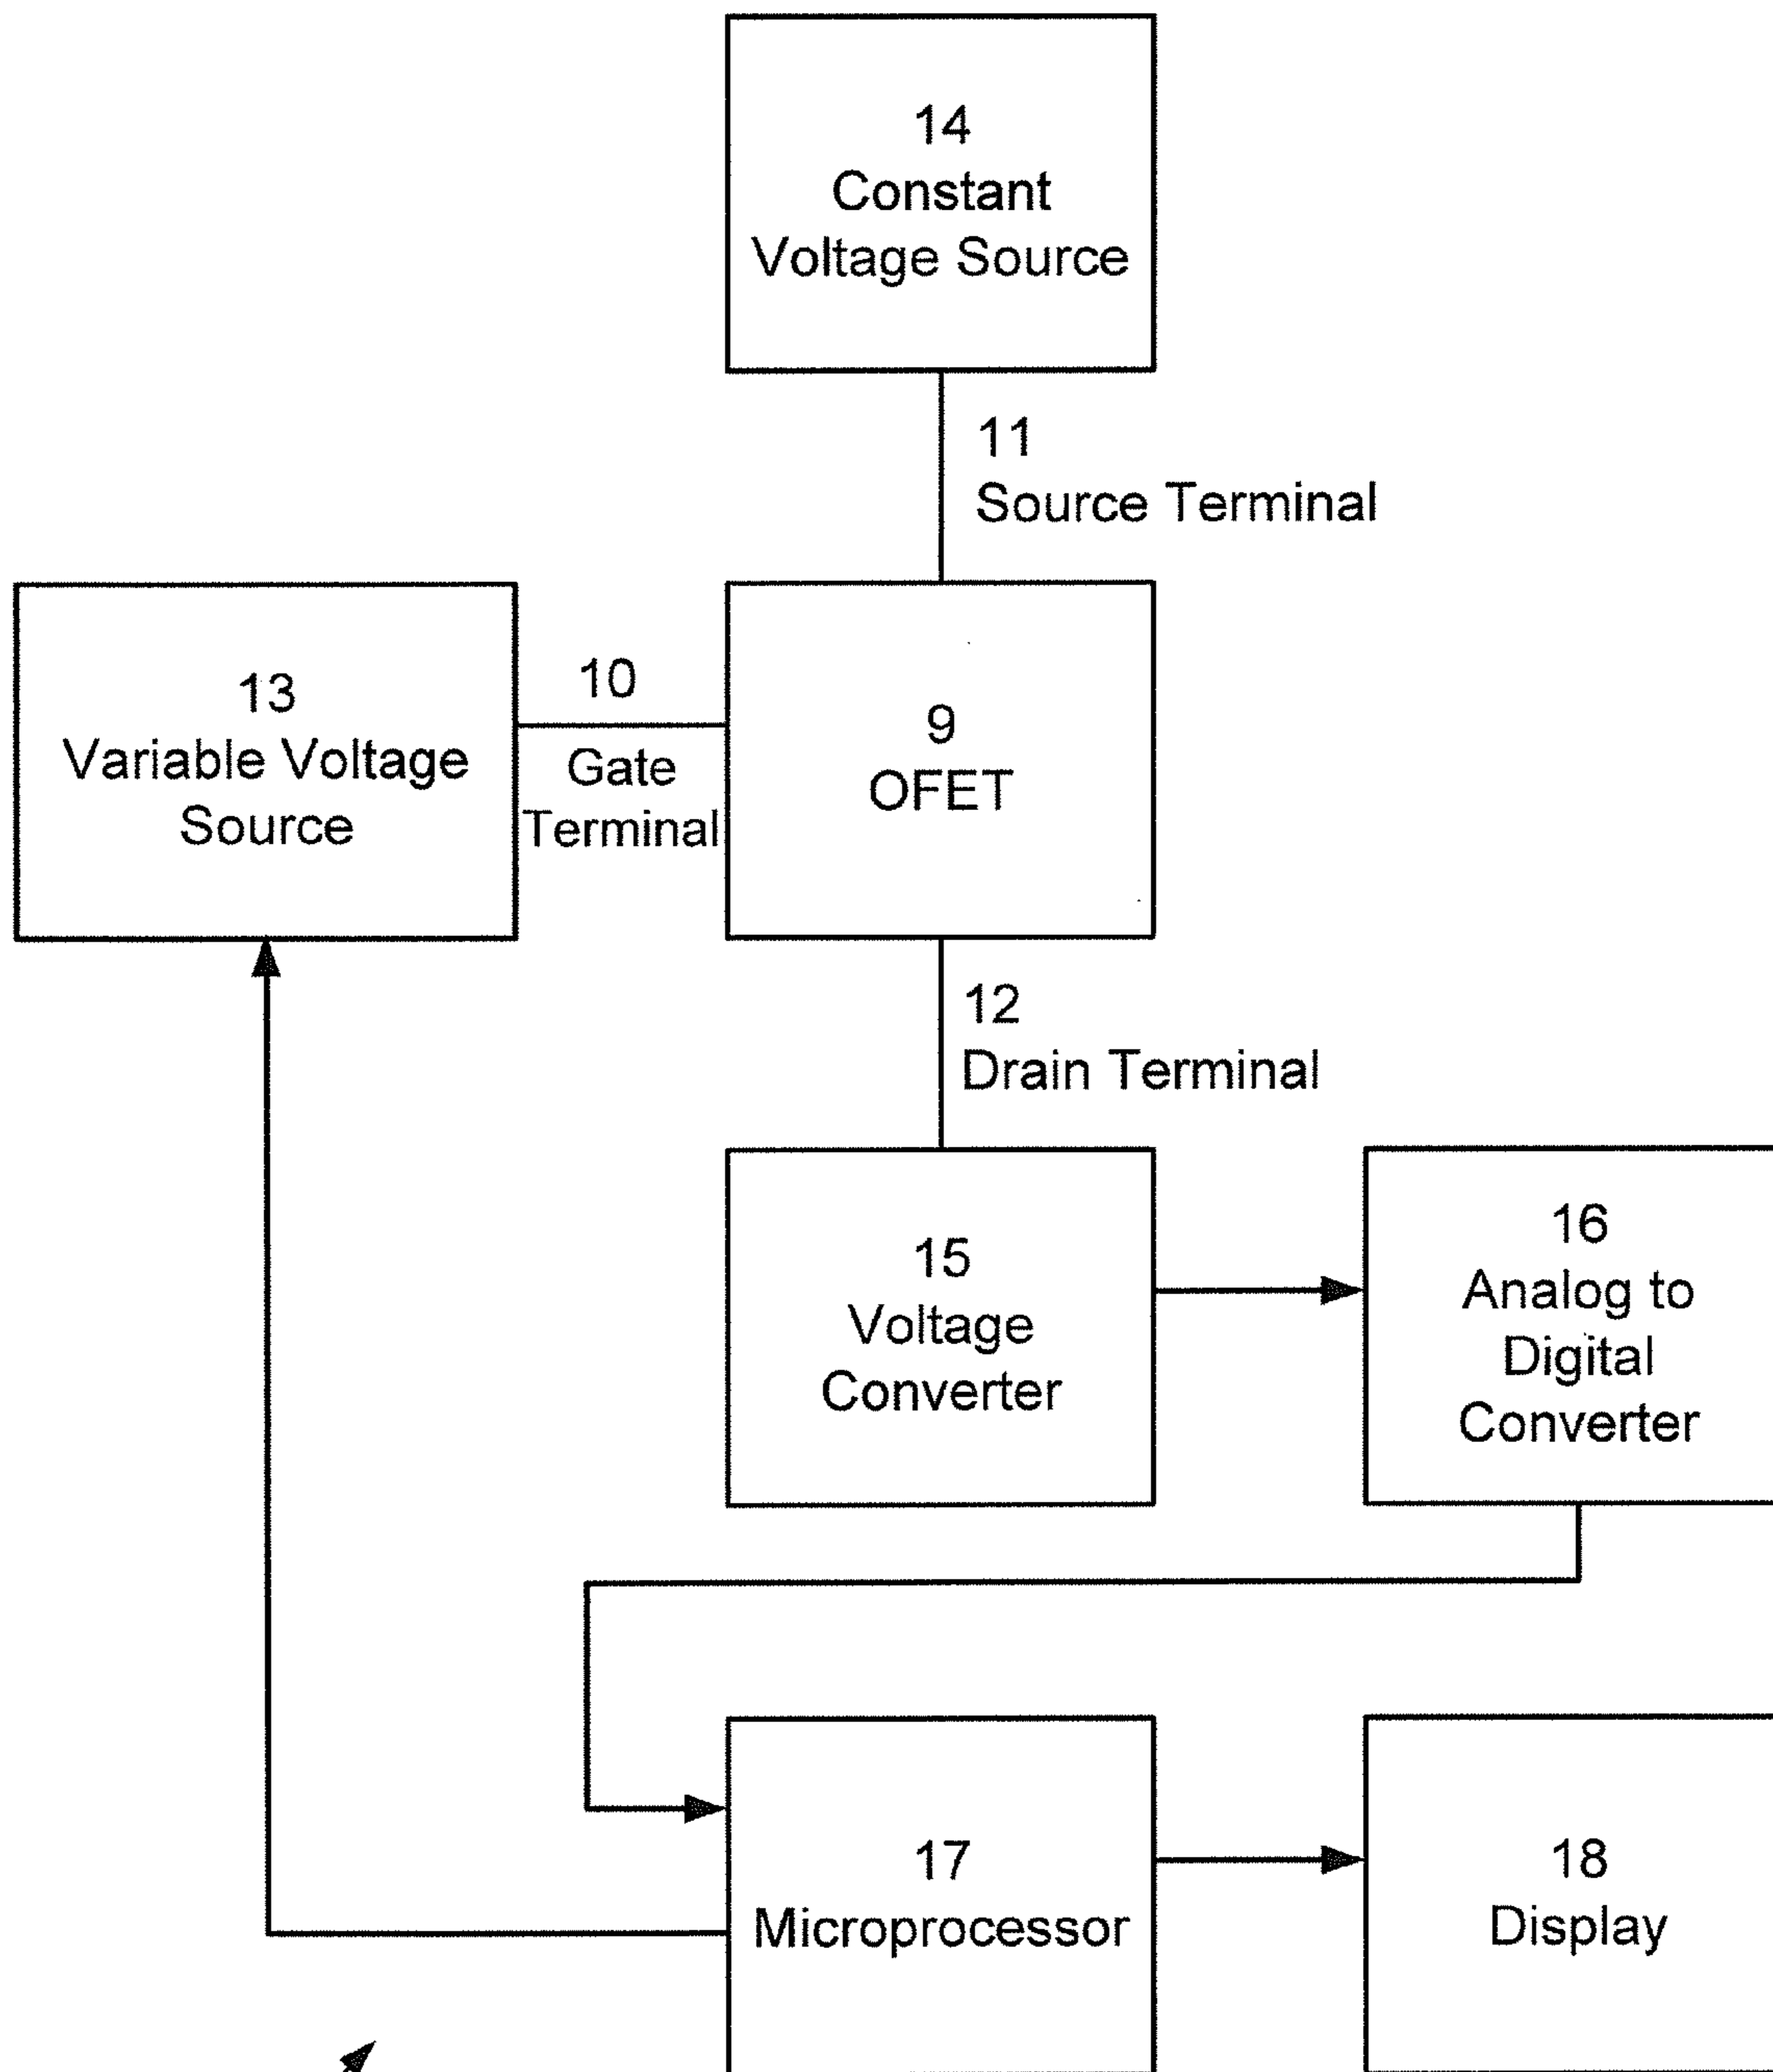 14
Constant
Voltage Source
11
Source Terminal
13
Variable Voltage
Source
10
Gate
Terminal
9
OFET
12
Drain Terminal
15
Voltage
Converter
16
Analog to
Digital
Converter
17
Microprocessor
18
Display